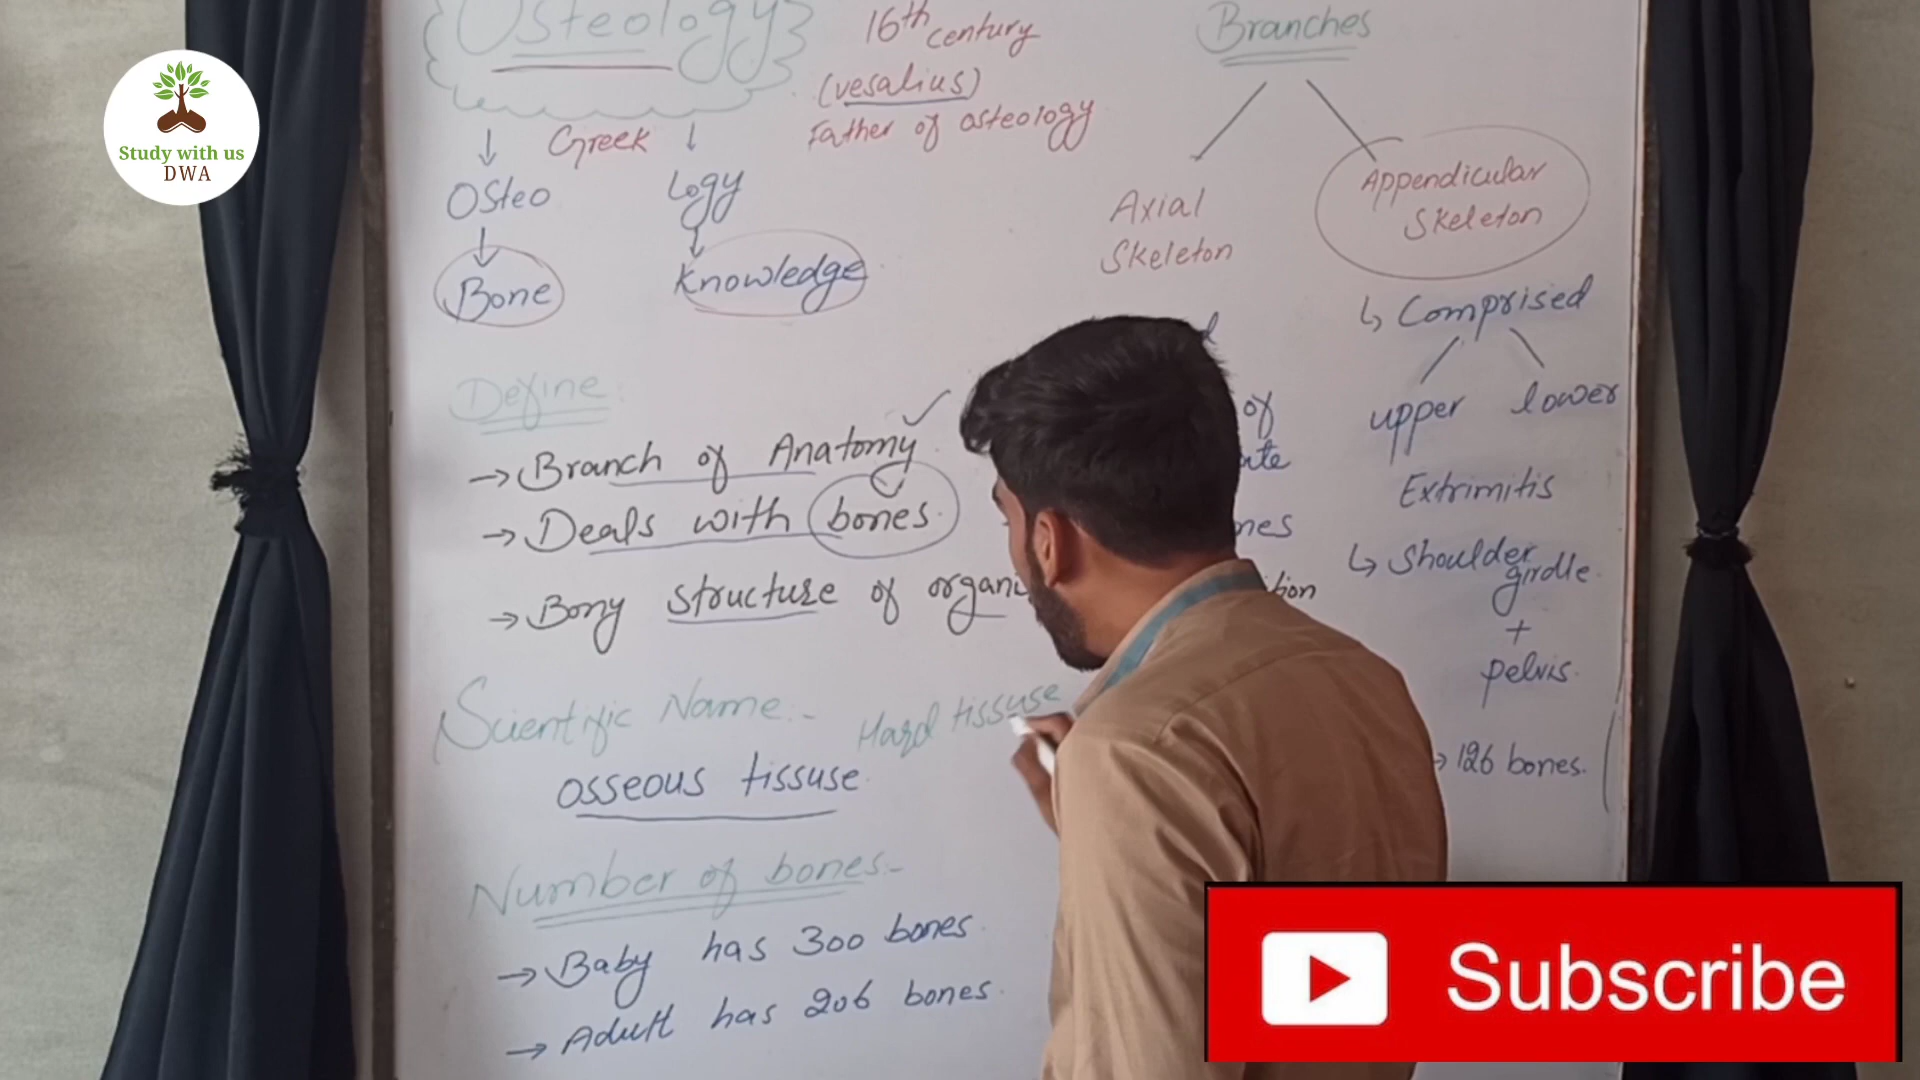 Study with us
DWA
Osteology
Greek
Osteo
Logy
Bone
Knowledge
16th century
(vesalius)
Father of osteology
Branches
Axial
Skeleton
Appendicular
Skeleton
Comprised
upper lower
Extrimitis
Shoulder
girdle
+
pelvis.
126 bones.
of
Define:
→ Branch of Anatomy
→ Deals with bones.
→ Bony structure of
Scientific Name:-
Hard tissuse
osseous tissuse
Number of bones:-
→ Baby has 300 bones.
→ Adult has 206 bones.
Subscribe